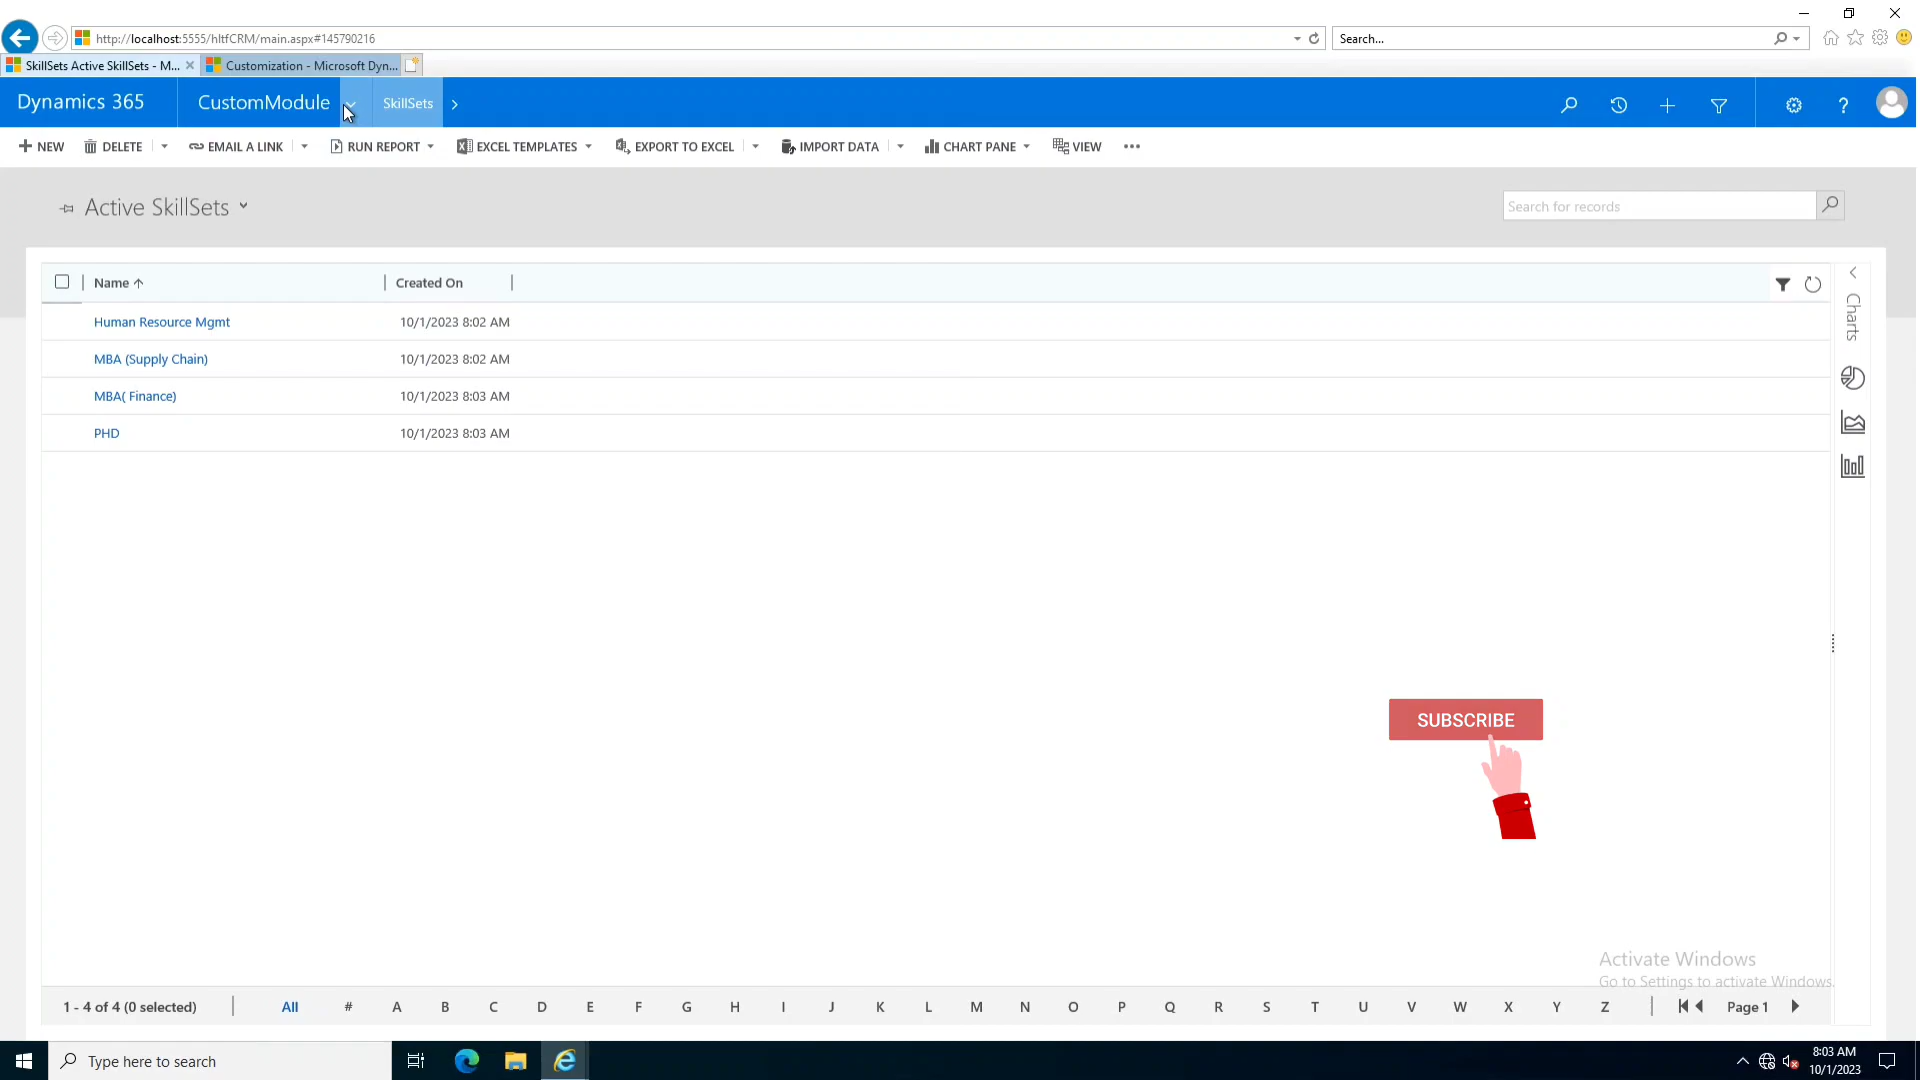 http://localhost:5555/hltfCRM/main.aspx#145790216
Search...
SkillSets Active SkillSets - M...
Customization - Microsoft Dyn...
Dynamics 365
CustomModule
SkillSets
NEW
DELETE
EMAIL A LINK
RUN REPORT
EXCEL TEMPLATES
EXPORT TO EXCEL
IMPORT DATA
CHART PANE
VIEW
Active SkillSets
Search for records
Name
Created On
Charts
Human Resource Mgmt 10/1/2023 8:02 AM
MBA (Supply Chain) 10/1/2023 8:02 AM
MBA( Finance) 10/1/2023 8:03 AM
PHD 10/1/2023 8:03 AM
SUBSCRIBE
Activate Windows
Go to Settings to activate Windows.
1 - 4 of 4 (0 selected)
All # A B C D E F G H I J K L M N O P Q R S T U V W X Y Z
Page 1
Type here to search
8:03 AM
10/1/2023